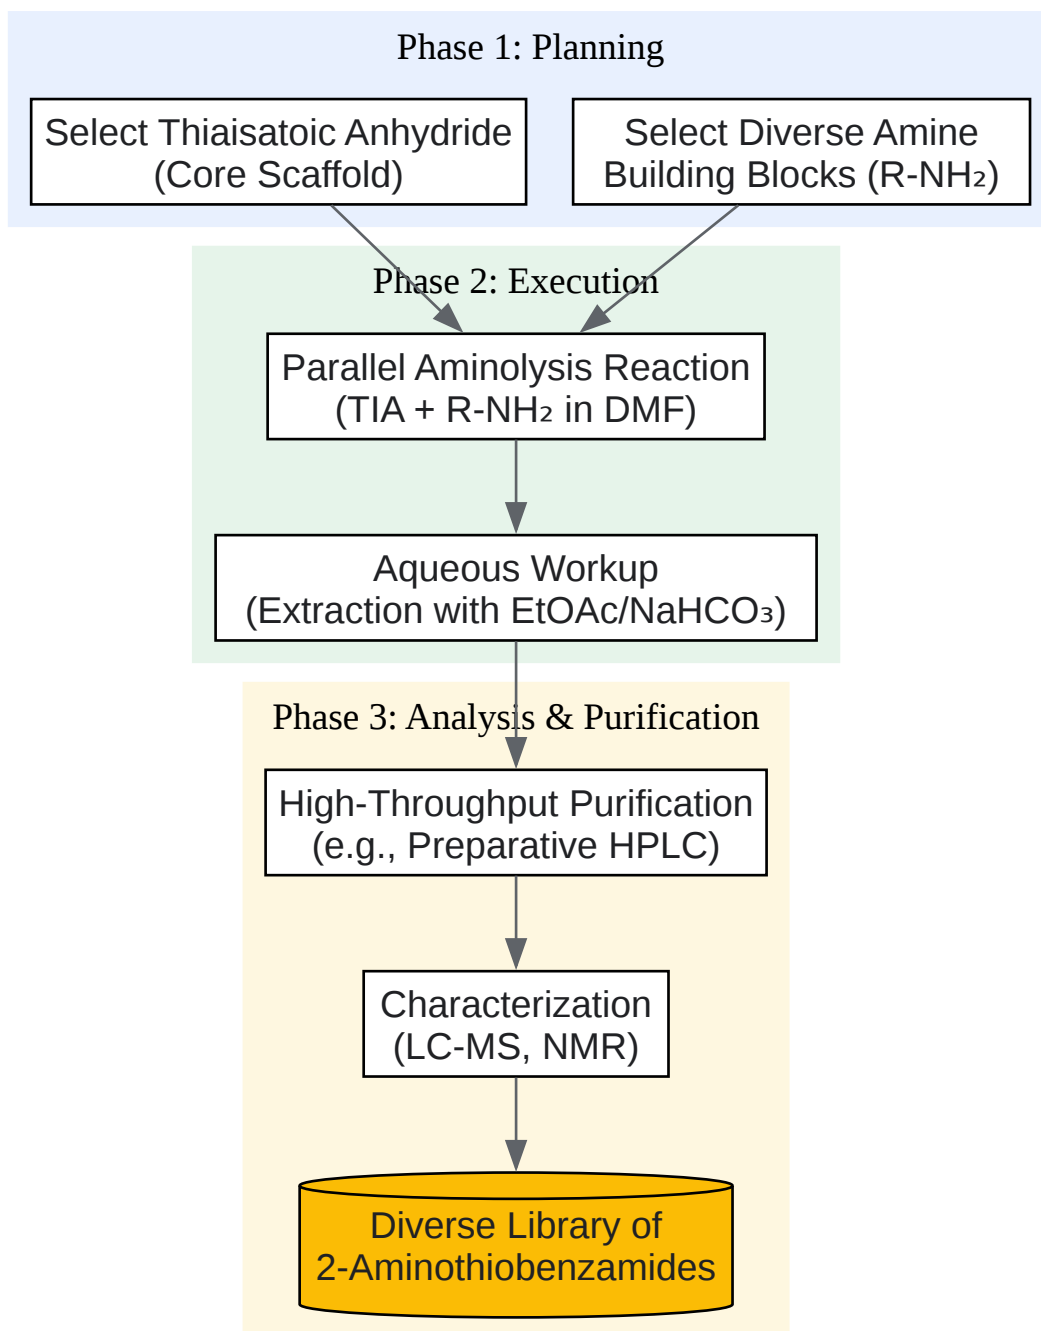 Phase 1: Planning
Select Thiaisatoic Anhydride
(Core Scaffold)
Select Diverse Amine
Building Blocks (R-NH₂)
Phase 2: Execution
Parallel Aminolysis Reaction
(TIA + R-NH₂ in DMF)
Aqueous Workup
(Extraction with EtOAc/NaHCO₃)
Phase 3: Analysis & Purification
High-Throughput Purification
(e.g., Preparative HPLC)
Characterization
(LC-MS, NMR)
Diverse Library of
2-Aminothiobenzamides